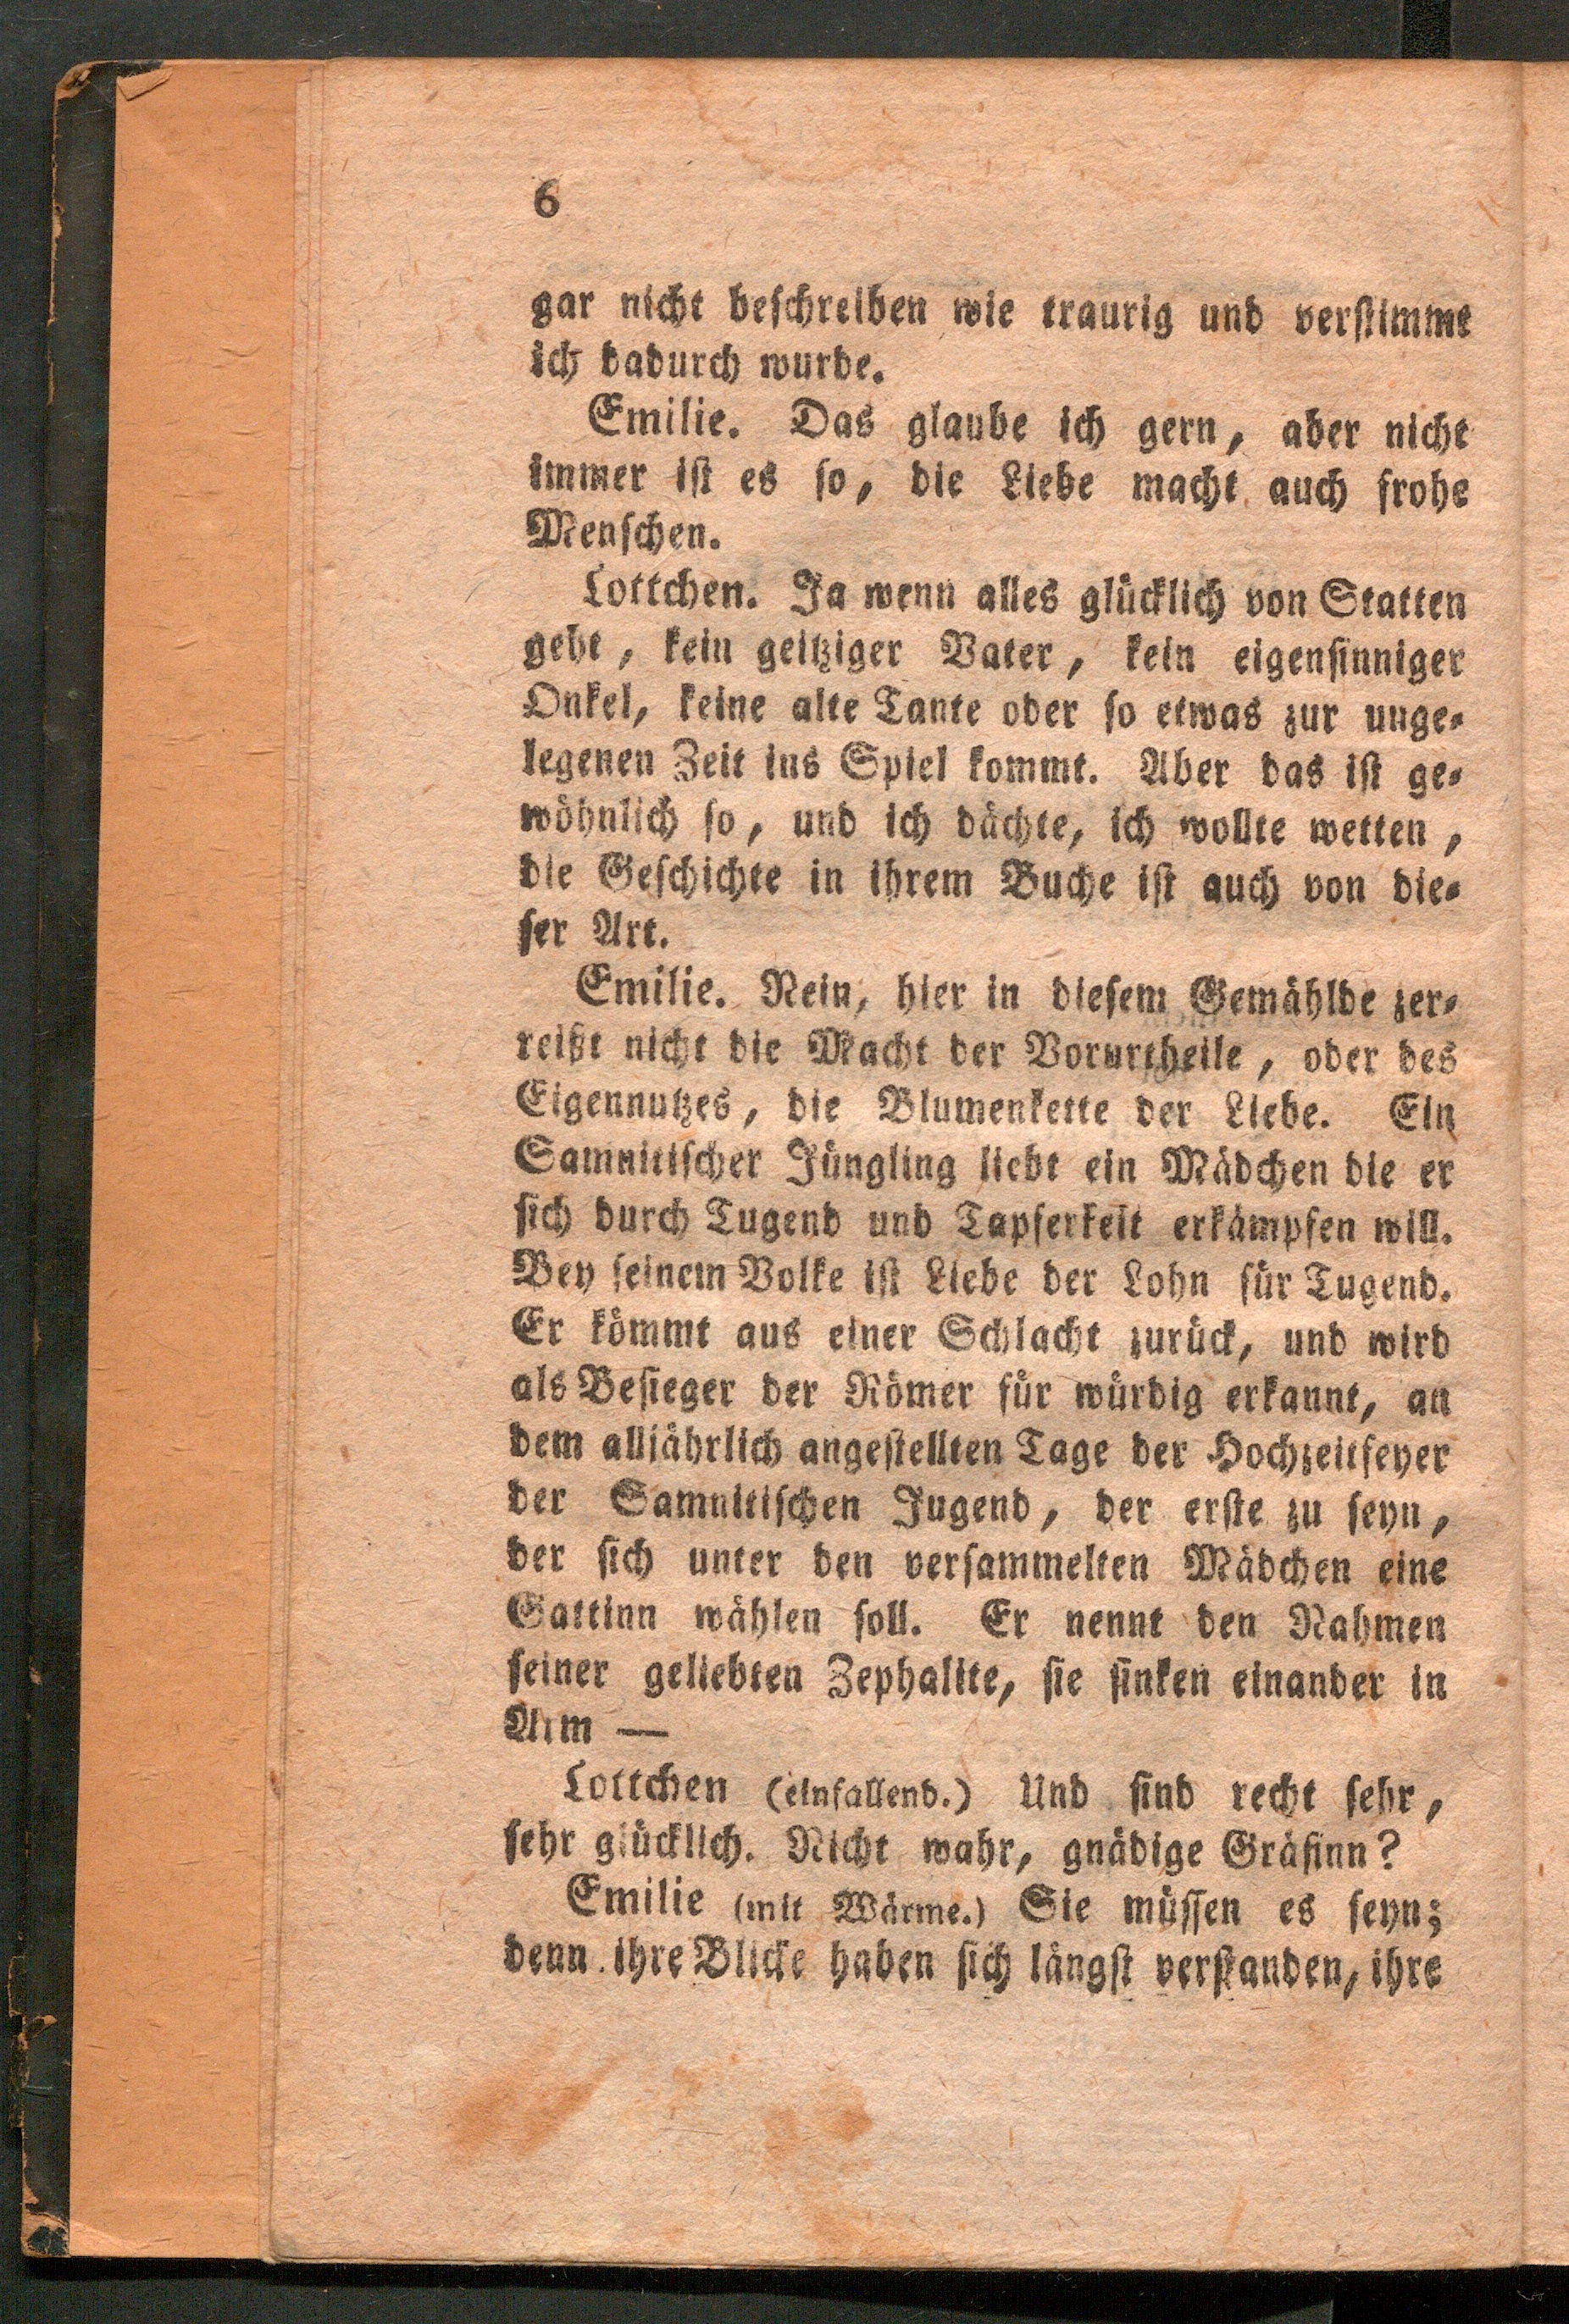 6
gar nicht beſchreiben wie traurig und verſtimmt
ich dadurch wurde.
Emilie. Das glaube ich gern, aber nicht
immer iſt es ſo, die Liebe macht auch frohe
Menſchen.
Lottchen. Ja wenn alles glücklich von Statten
geht, kein geitziger Vater, kein eigenſinniger
Onkel, keine alte Tante oder ſo etwas zur unge-
legenen Zeit ins Spiel kommt. Aber das iſt ge-
wöhnlich ſo, und ich dächte, ich wollte wetten,
die Geſchichte in ihrem Buche iſt auch von die-
ſer Art.
Emilie. Nein, hier in dieſem Gemählde zer-
reißt nicht die Macht der Vorurtheile, oder des
Eigennutzes, die Blumenkette der Liebe. Ein
Samnitiſcher Jüngling liebt ein Mädchen die er
ſich durch Tugend und Tapferkeit erkämpfen will.
Bey ſeinem Volke iſt Liebe der Lohn für Tugend.
Er kömmt aus einer Schlacht zurück, und wird
als Beſieger der Römer für würdig erkannt, an
dem alljährlich angeſtellten Tage der Hochzeitfeyer
der Samnitiſchen Jugend, der erſte zu ſeyn,
der ſich unter den verſammelten Mädchen eine
Gattinn wählen ſoll. Er nennt den Nahmen
ſeiner geliebten Zephalite, ſie ſinken einander in
Arm —
Lottchen (einfallend.) Und ſind recht ſehr,
ſehr glücklich. Nicht wahr, gnädige Gräfinn?
Emilie (mit Wärme.) Sie müſſen es ſeyn;
denn ihre Blicke haben ſich längſt verſtanden, ihre